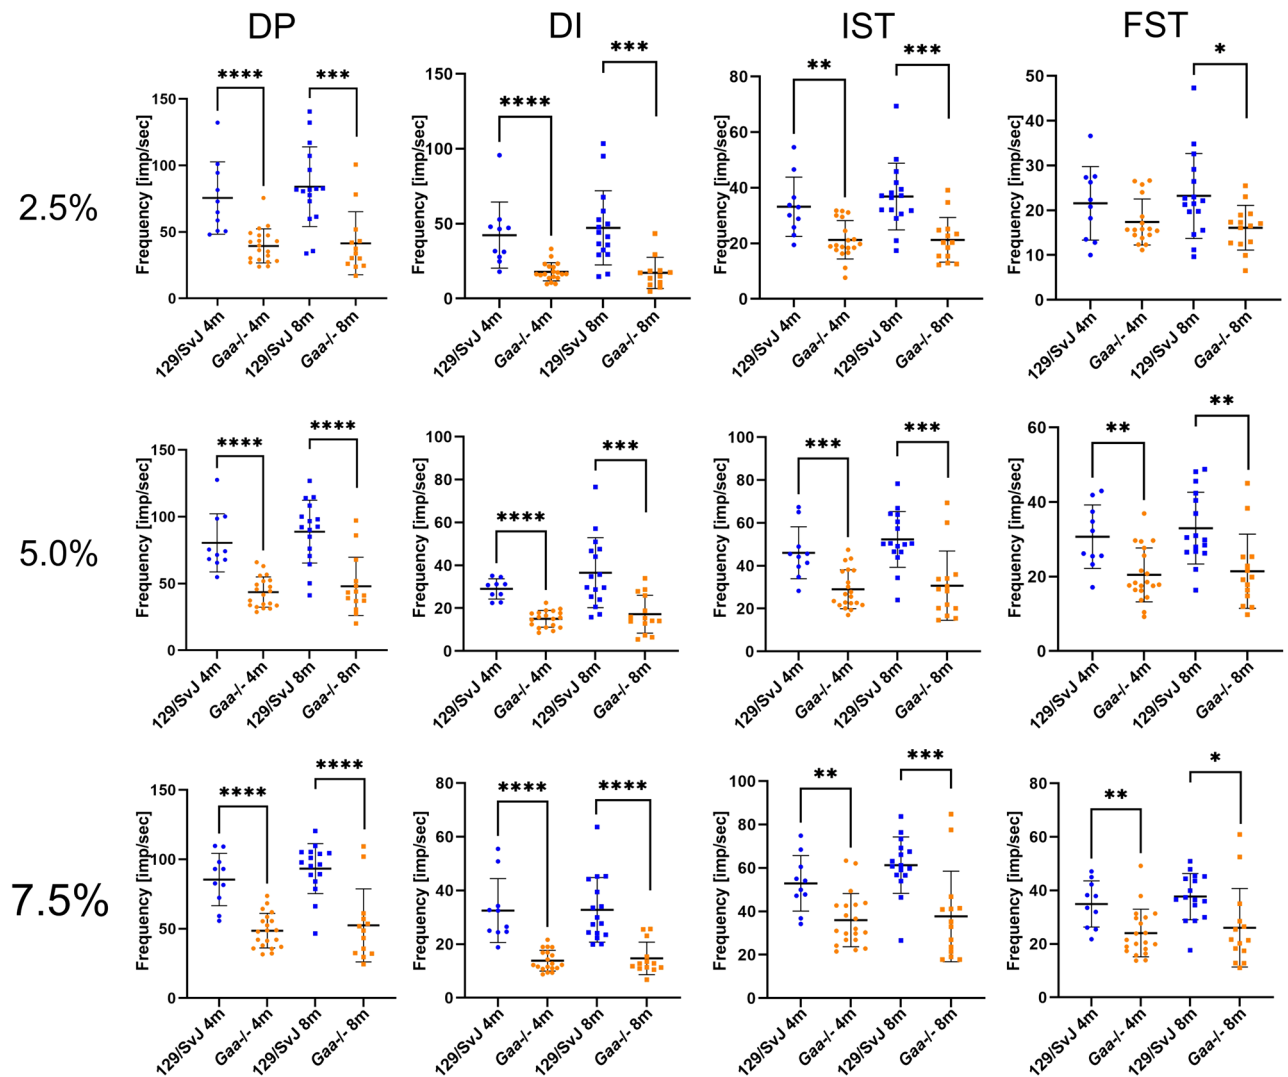 DP DI IST FST
2.5%
Frequency [imp/sec]
150
100
50
0
**** ***
129/SvJ 4m
Gaa-/- 4m
129/SvJ 8m
Gaa-/- 8m
Frequency [imp/sec]
150
100
50
0
**** ***
129/SvJ 4m
Gaa-/- 4m
129/SvJ 8m
Gaa-/- 8m
Frequency [imp/sec]
80
60
40
20
0
** ***
129/SvJ 4m
Gaa-/- 4m
129/SvJ 8m
Gaa-/- 8m
Frequency [imp/sec]
50
40
30
20
10
0
*
129/SvJ 4m
Gaa-/- 4m
129/SvJ 8m
Gaa-/- 8m
5.0%
Frequency [imp/sec]
150
100
50
0
**** ****
129/SvJ 4m
Gaa-/- 4m
129/SvJ 8m
Gaa-/- 8m
Frequency [imp/sec]
100
80
60
40
20
0
**** ***
129/SvJ 4m
Gaa-/- 4m
129/SvJ 8m
Gaa-/- 8m
Frequency [imp/sec]
100
80
60
40
20
0
*** ***
129/SvJ 4m
Gaa-/- 4m
129/SvJ 8m
Gaa-/- 8m
Frequency [imp/sec]
60
40
20
0
** **
129/SvJ 4m
Gaa-/- 4m
129/SvJ 8m
Gaa-/- 8m
7.5%
Frequency [imp/sec]
150
100
50
0
**** ****
129/SvJ 4m
Gaa-/- 4m
129/SvJ 8m
Gaa-/- 8m
Frequency [imp/sec]
80
60
40
20
0
**** ****
129/SvJ 4m
Gaa-/- 4m
129/SvJ 8m
Gaa-/- 8m
Frequency [imp/sec]
100
80
60
40
20
0
** ***
129/SvJ 4m
Gaa-/- 4m
129/SvJ 8m
Gaa-/- 8m
Frequency [imp/sec]
80
60
40
20
0
** *
129/SvJ 4m
Gaa-/- 4m
129/SvJ 8m
Gaa-/- 8m